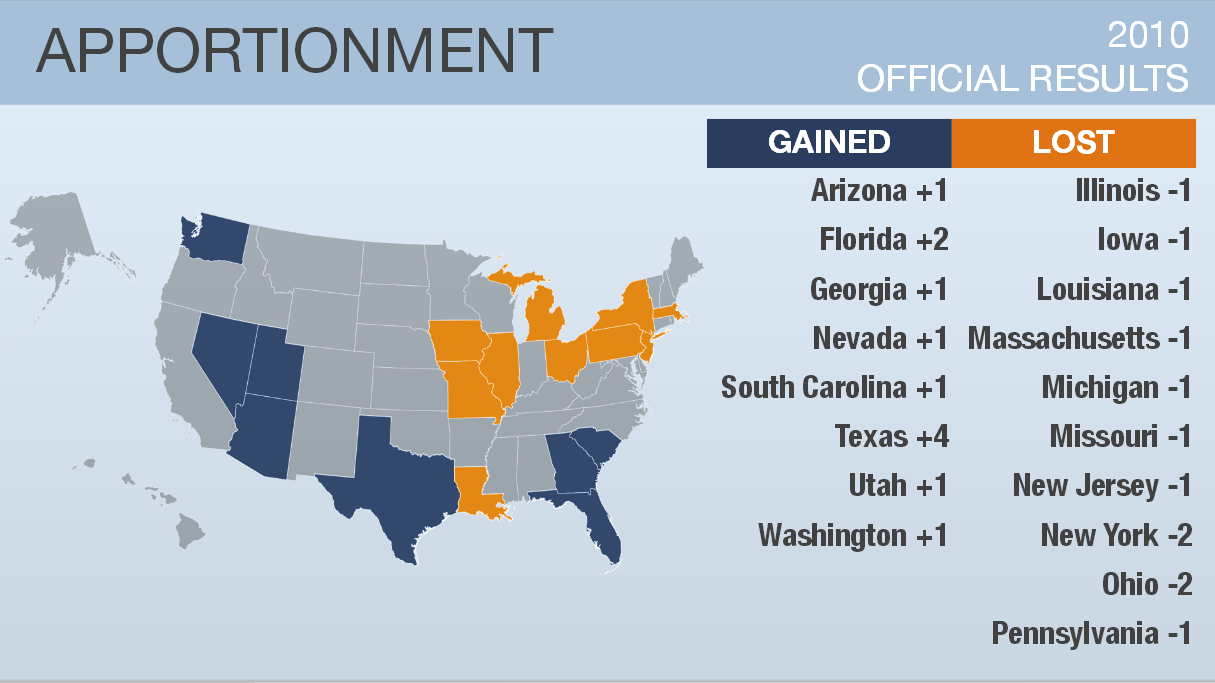 APPORTIONMENT
2010
OFFICIAL RESULTS
GAINED
LOST
Arizona +1
Florida +2
Georgia +1
Nevada +1
South Carolina +1
Texas +4
Utah +1
Washington +1
Illinois -1
Iowa -1
Louisiana -1
Massachusetts -1
Michigan -1
Missouri -1
New Jersey -1
New York -2
Ohio -2
Pennsylvania -1